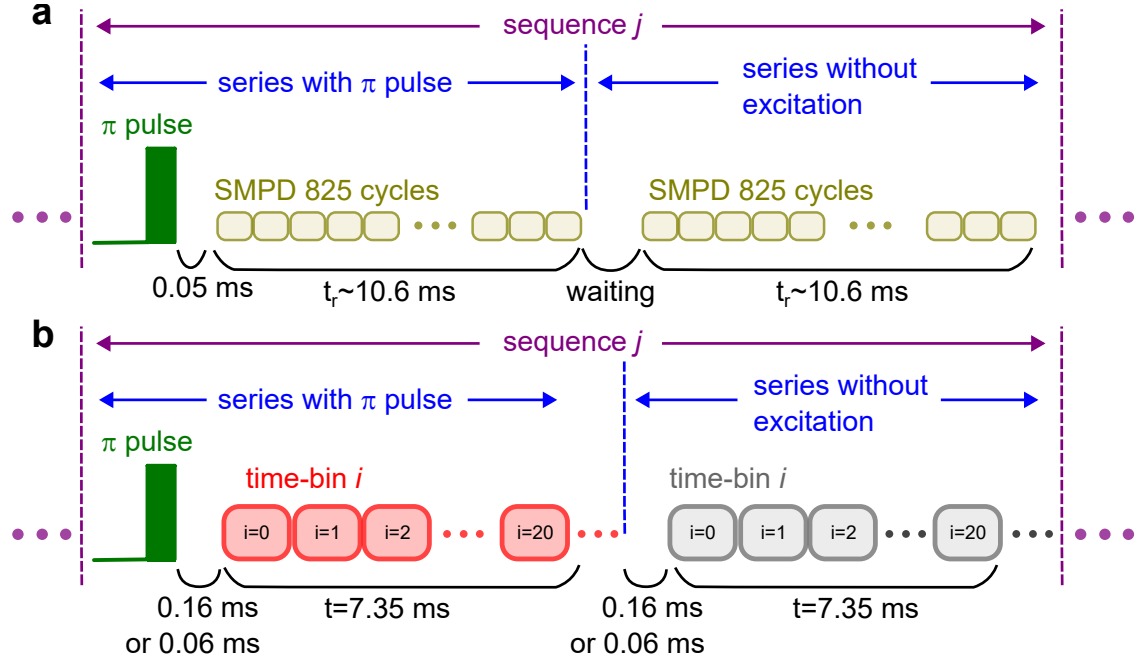 a
sequence j
series with π pulse
series without
excitation
π pulse
SMPD 825 cycles
SMPD 825 cycles
0.05 ms
tr~10.6 ms
waiting
tr~10.6 ms
b
sequence j
series with π pulse
series without
excitation
π pulse
time-bin i
time-bin i
i=0 i=1 i=2 i=20
i=0 i=1 i=2 i=20
0.16 ms
or 0.06 ms
t=7.35 ms
0.16 ms
or 0.06 ms
t=7.35 ms